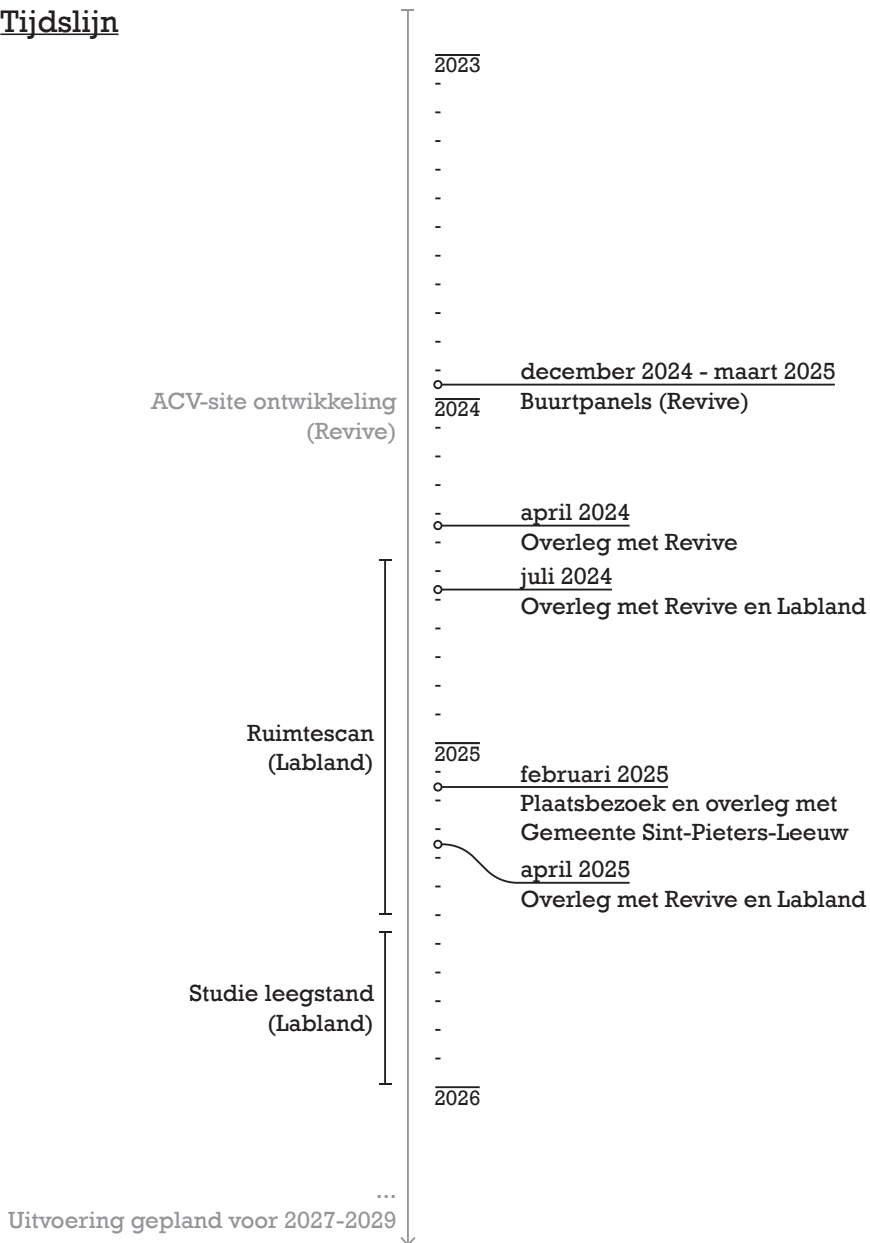 Tijdslijn
2023
december 2024 - maart 2025
Buurtpanels (Revive)
ACV-site ontwikkeling
(Revive)
2024
april 2024
Overleg met Revive
juli 2024
Overleg met Revive en Labland
Ruimtescan
(Labland)
2025
februari 2025
Plaatsbezoek en overleg met
Gemeente Sint-Pieters-Leeuw
april 2025
Overleg met Revive en Labland
Studie leegstand
(Labland)
2026
...
Uitvoering gepland voor 2027-2029